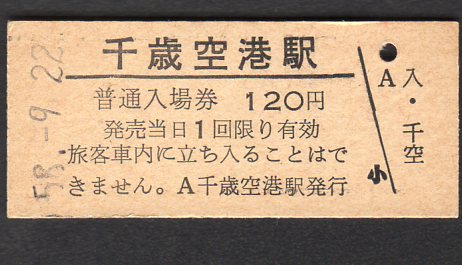 千歳空港駅
普通入場券 120円
発売当日1回限り有効
旅客車内に立ち入ることはで
きません。A千歳空港駅発行
58.-9.22
A
入・千空
小